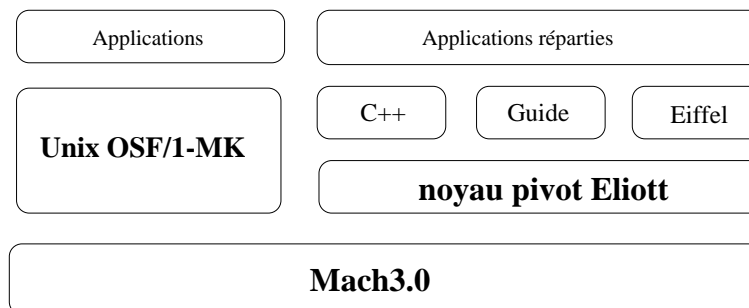 Applications
Applications réparties
C++
Guide
Eiffel
Unix OSF/1-MK
noyau pivot Eliott
Mach3.0